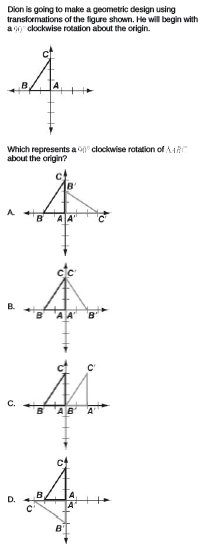 Dion is going to make a geometric design using
transformations of the figure shown. He will begin with
a 90° clockwise rotation about the origin.
C
B A
Which represents a 90° clockwise rotation of △ABC
about the origin?
C
B'
A.
B A A' C'
C C'
B.
B A A' B'
C C'
C.
B A B' A'
C
D.
B A
C' A'
B'